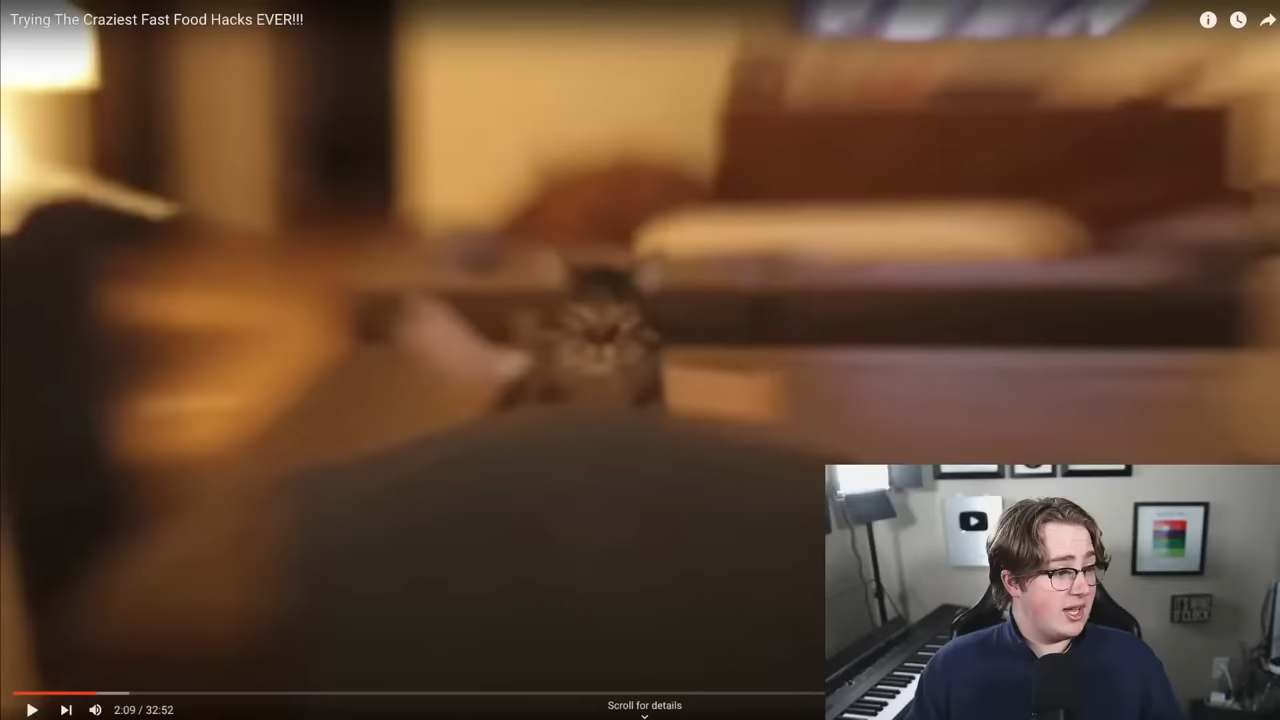 Trying The Craziest Fast Food Hacks EVER!!!
2:09 / 32:52
Scroll for details